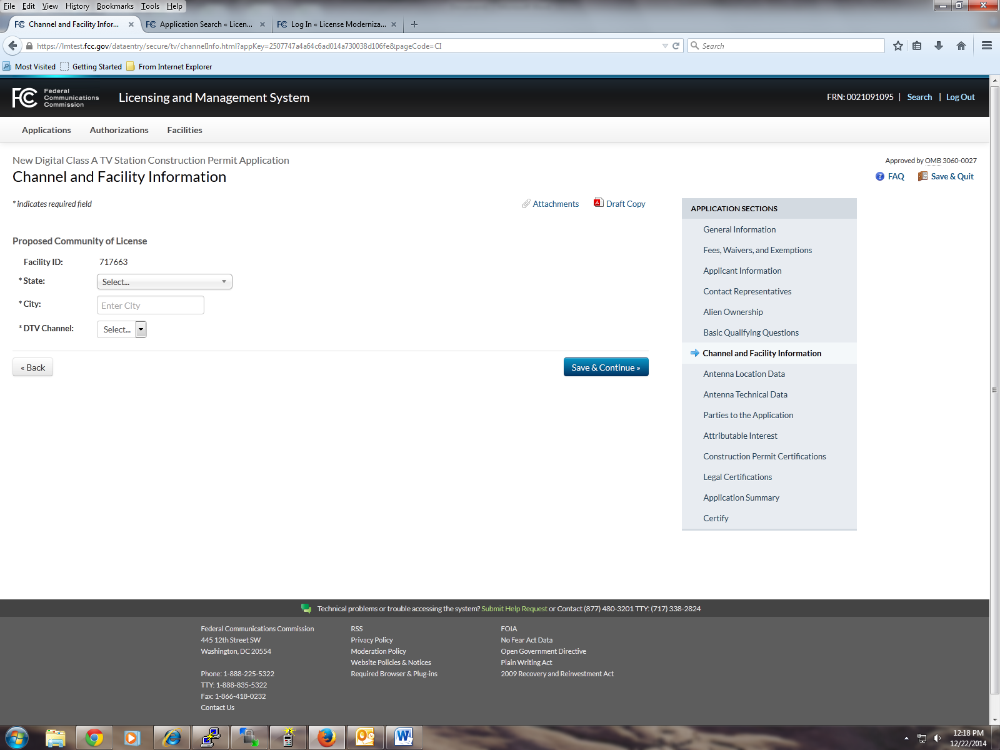 File Edit View History Bookmarks Tools Help
FC Channel and Facility Infor... × FC Application Search « Licen... × FC Log In « License Moderniza... × +
https://lmtest.fcc.gov/dataentry/secure/tv/channelInfo.html?appKey=2507747a4a64c6ad014a730038d106fe&pageCode=CI Search
Most Visited Getting Started From Internet Explorer
FC Federal
Communications
Commission
Licensing and Management System
FRN: 0021091095 | Search | Log Out
Applications Authorizations Facilities
New Digital Class A TV Station Construction Permit Application
Channel and Facility Information
Approved by OMB 3060-0027
FAQ Save & Quit
* indicates required field
Attachments Draft Copy
Proposed Community of License
Facility ID: 717663
* State: Select...
* City: Enter City
* DTV Channel: Select...
« Back Save & Continue »
APPLICATION SECTIONS
General Information
Fees, Waivers, and Exemptions
Applicant Information
Contact Representatives
Alien Ownership
Basic Qualifying Questions
Channel and Facility Information
Antenna Location Data
Antenna Technical Data
Parties to the Application
Attributable Interest
Construction Permit Certifications
Legal Certifications
Application Summary
Certify
Technical problems or trouble accessing the system? Submit Help Request or Contact (877) 480-3201 TTY: (717) 338-2824
Federal Communications Commission
445 12th Street SW
Washington, DC 20554
Phone: 1-888-225-5322
TTY: 1-888-835-5322
Fax: 1-866-418-0232
Contact Us
RSS
Privacy Policy
Moderation Policy
Website Policies & Notices
Required Browser & Plug-ins
FOIA
No Fear Act Data
Open Government Directive
Plain Writing Act
2009 Recovery and Reinvestment Act
12:18 PM
12/22/2014